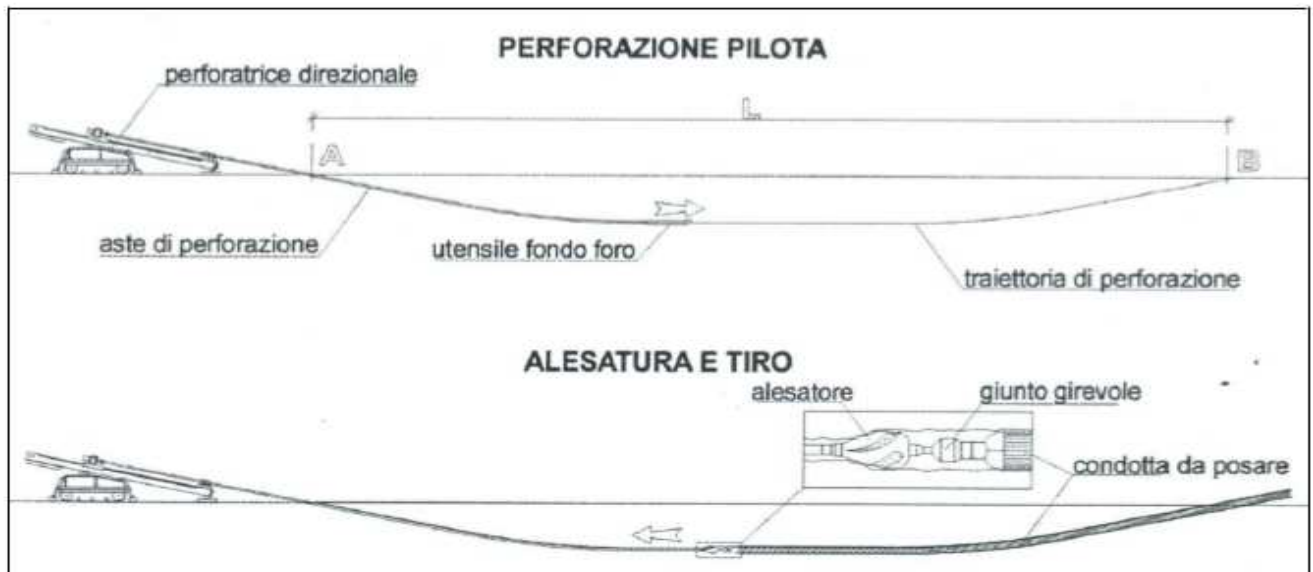 PERFORAZIONE PILOTA
perforatrice direzionale
L
A
B
aste di perforazione
utensile fondo foro
traiettoria di perforazione
ALESATURA E TIRO
alesatore
giunto girevole
condotta da posare